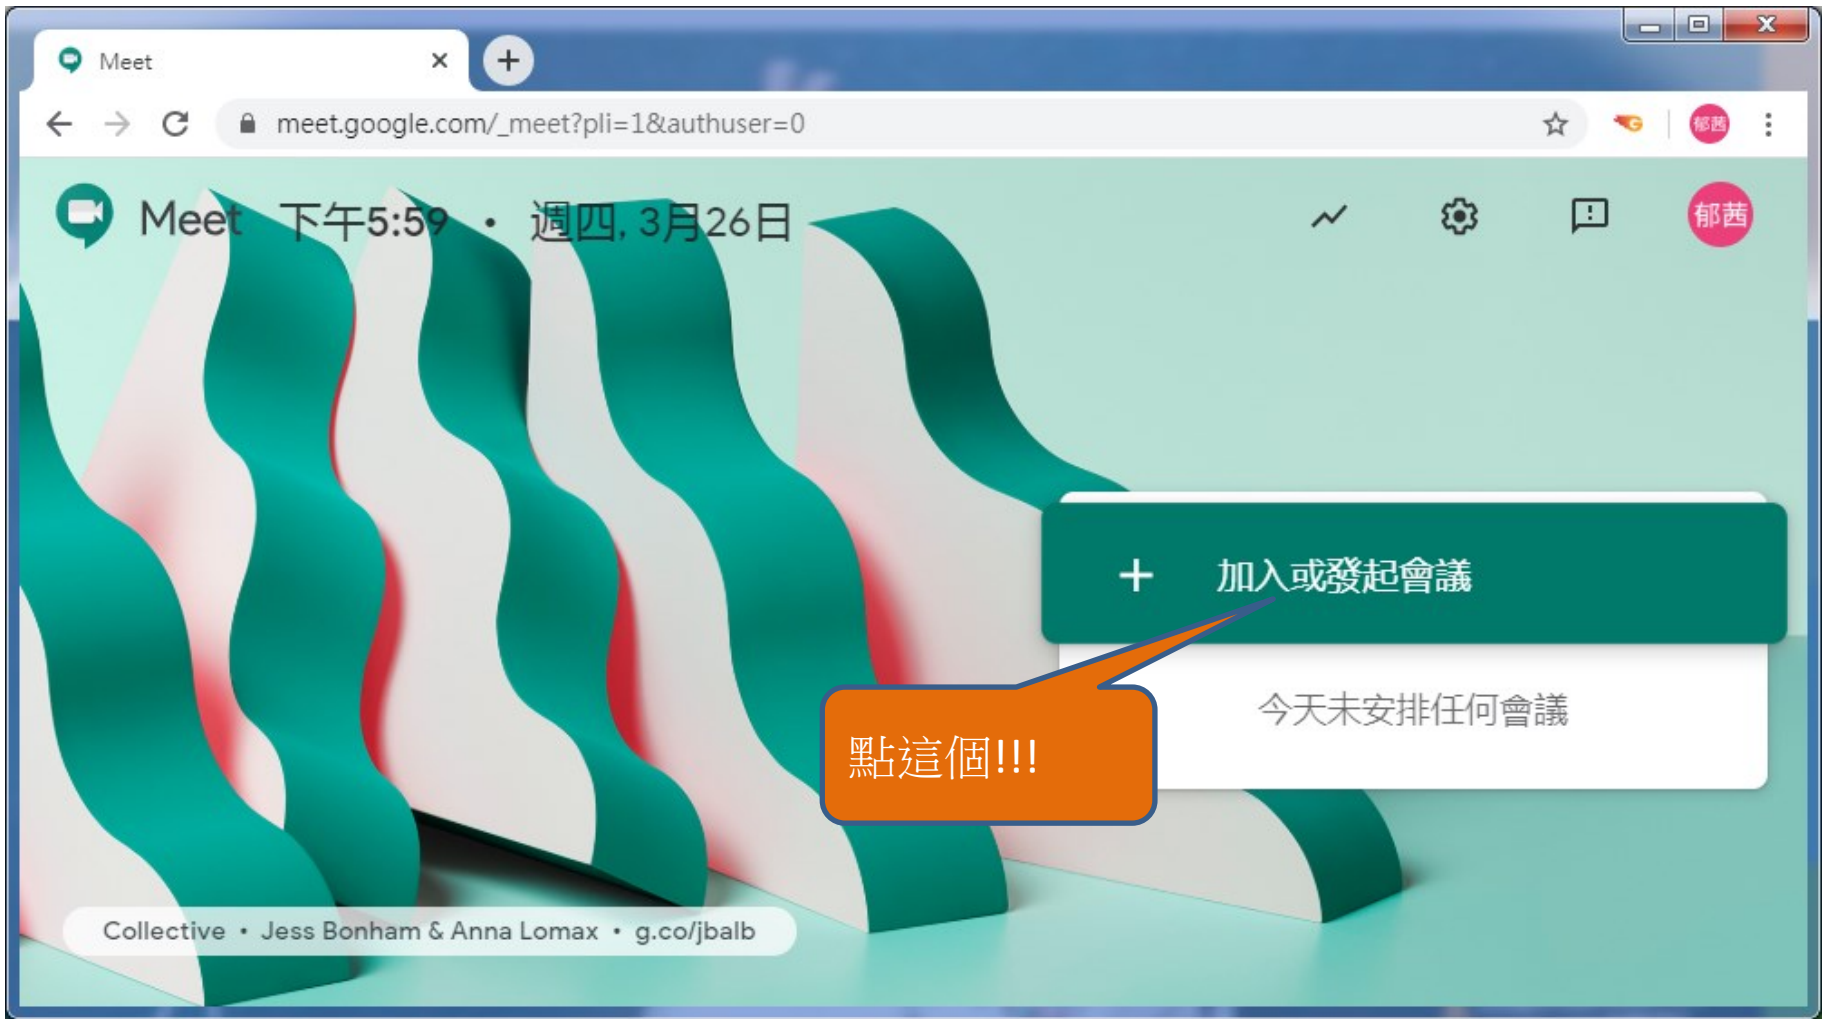 Meet
meet.google.com/_meet?pli=1&authuser=0
郁茜
Meet 下午5:59 • 週四, 3月26日
郁茜
+ 加入或發起會議
今天未安排任何會議
點這個!!!
Collective • Jess Bonham & Anna Lomax • g.co/jbalb